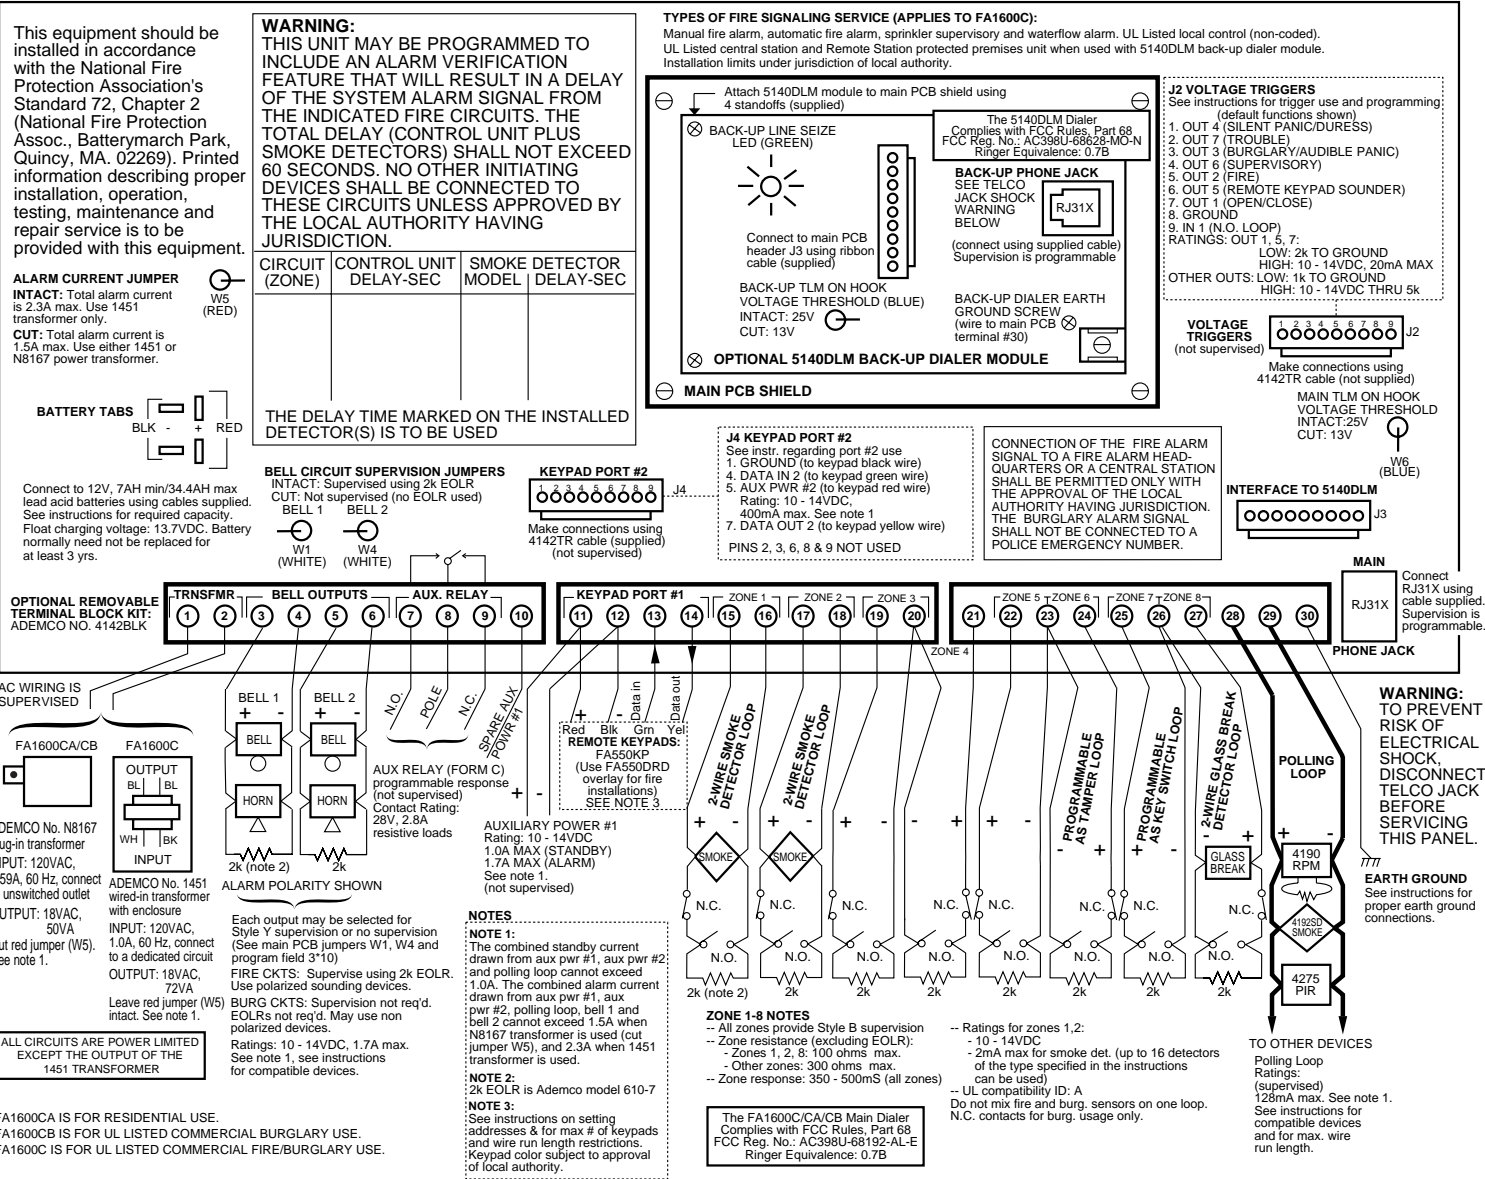 This equipment should be
installed in accordance
with the National Fire
Protection Association's
Standard 72, Chapter 2
(National Fire Protection
Assoc., Batterymarch Park,
Quincy, MA. 02269). Printed
information describing proper
installation, operation,
testing, maintenance and
repair service is to be
provided with this equipment.
WARNING:
THIS UNIT MAY BE PROGRAMMED TO
INCLUDE AN ALARM VERIFICATION
FEATURE THAT WILL RESULT IN A DELAY
OF THE SYSTEM ALARM SIGNAL FROM
THE INDICATED FIRE CIRCUITS. THE
TOTAL DELAY (CONTROL UNIT PLUS
SMOKE DETECTORS) SHALL NOT EXCEED
60 SECONDS. NO OTHER INITIATING
DEVICES SHALL BE CONNECTED TO
THESE CIRCUITS UNLESS APPROVED BY
THE LOCAL AUTHORITY HAVING
JURISDICTION.
CIRCUIT (ZONE)
CONTROL UNIT DELAY-SEC
SMOKE DETECTOR
MODEL DELAY-SEC
THE DELAY TIME MARKED ON THE INSTALLED
DETECTOR(S) IS TO BE USED
TYPES OF FIRE SIGNALING SERVICE (APPLIES TO FA1600C):
Manual fire alarm, automatic fire alarm, sprinkler supervisory and waterflow alarm. UL Listed local control (non-coded).
UL Listed central station and Remote Station protected premises unit when used with 5140DLM back-up dialer module.
Installation limits under jurisdiction of local authority.
Attach 5140DLM module to main PCB shield using
4 standoffs (supplied)
BACK-UP LINE SEIZE
LED (GREEN)
The 5140DLM Dialer
Complies with FCC Rules, Part 68
FCC Reg. No.: AC398U-68628-MO-N
Ringer Equivalence: 0.7B
BACK-UP PHONE JACK
SEE TELCO
JACK SHOCK
WARNING
BELOW
RJ31X
(connect using supplied cable)
Supervision is programmable
Connect to main PCB
header J3 using ribbon
cable (supplied)
BACK-UP TLM ON HOOK
VOLTAGE THRESHOLD (BLUE)
INTACT: 25V
CUT: 13V
BACK-UP DIALER EARTH
GROUND SCREW
(wire to main PCB
terminal #30)
OPTIONAL 5140DLM BACK-UP DIALER MODULE
MAIN PCB SHIELD
J2 VOLTAGE TRIGGERS
See instructions for trigger use and programming
(default functions shown)
1. OUT 4 (SILENT PANIC/DURESS)
2. OUT 7 (TROUBLE)
3. OUT 3 (BURGLARY/AUDIBLE PANIC)
4. OUT 6 (SUPERVISORY)
5. OUT 2 (FIRE)
6. OUT 5 (REMOTE KEYPAD SOUNDER)
7. OUT 1 (OPEN/CLOSE)
8. GROUND
9. IN 1 (N.O. LOOP)
RATINGS: OUT 1, 5, 7:
LOW: 2k TO GROUND
HIGH: 10 - 14VDC, 20mA MAX
OTHER OUTS: LOW: 1k TO GROUND
HIGH: 10 - 14VDC THRU 5k
VOLTAGE
TRIGGERS
(not supervised)
1 2 3 4 5 6 7 8 9
J2
Make connections using
4142TR cable (not supplied)
MAIN TLM ON HOOK
VOLTAGE THRESHOLD
INTACT:25V
CUT: 13V
W6
(BLUE)
ALARM CURRENT JUMPER
INTACT: Total alarm current
is 2.3A max. Use 1451
transformer only.
CUT: Total alarm current is
1.5A max. Use either 1451 or
N8167 power transformer.
W5
(RED)
BATTERY TABS
BLK - + RED
Connect to 12V, 7AH min/34.4AH max
lead acid batteries using cables supplied.
See instructions for required capacity.
Float charging voltage: 13.7VDC. Battery
normally need not be replaced for
at least 3 yrs.
BELL CIRCUIT SUPERVISION JUMPERS
INTACT: Supervised using 2k EOLR
CUT: Not supervised (no EOLR used)
BELL 1 BELL 2
W1 W4
(WHITE) (WHITE)
KEYPAD PORT #2
1 2 3 4 5 6 7 8 9
J4
Make connections using
4142TR cable (supplied)
(not supervised)
J4 KEYPAD PORT #2
See instr. regarding port #2 use
1. GROUND (to keypad black wire)
4. DATA IN 2 (to keypad green wire)
5. AUX PWR #2 (to keypad red wire)
Rating: 10 - 14VDC,
400mA max. See note 1
7. DATA OUT 2 (to keypad yellow wire)
PINS 2, 3, 6, 8 & 9 NOT USED
CONNECTION OF THE FIRE ALARM
SIGNAL TO A FIRE ALARM HEAD-
QUARTERS OR A CENTRAL STATION
SHALL BE PERMITTED ONLY WITH
THE APPROVAL OF THE LOCAL
AUTHORITY HAVING JURISDICTION.
THE BURGLARY ALARM SIGNAL
SHALL NOT BE CONNECTED TO A
POLICE EMERGENCY NUMBER.
INTERFACE TO 5140DLM
J3
MAIN
RJ31X
PHONE JACK
Connect
RJ31X using
cable supplied.
Supervision is
programmable.
OPTIONAL REMOVABLE
TERMINAL BLOCK KIT:
ADEMCO NO. 4142BLK
TRNSFMR BELL OUTPUTS AUX. RELAY
1 2 3 4 5 6 7 8 9 10
KEYPAD PORT #1 ZONE 1 ZONE 2 ZONE 3
11 12 13 14 15 16 17 18 19 20
ZONE 4
ZONE 5 ZONE 6 ZONE 7 ZONE 8
21 22 23 24 25 26 27 28 29 30
AC WIRING IS
SUPERVISED
FA1600CA/CB FA1600C
OUTPUT
BL BL
WH BK
INPUT
DEMCO No. N8167
ug-in transformer
PUT: 120VAC,
59A, 60 Hz, connect
unswitched outlet
UTPUT: 18VAC,
50VA
ut red jumper (W5).
ee note 1.
ADEMCO No. 1451
wired-in transformer
with enclosure
INPUT: 120VAC,
1.0A, 60 Hz, connect
to a dedicated circuit
OUTPUT: 18VAC,
72VA
Leave red jumper (W5)
intact. See note 1.
ALL CIRCUITS ARE POWER LIMITED
EXCEPT THE OUTPUT OF THE
1451 TRANSFORMER
FA1600CA IS FOR RESIDENTIAL USE.
FA1600CB IS FOR UL LISTED COMMERCIAL BURGLARY USE.
FA1600C IS FOR UL LISTED COMMERCIAL FIRE/BURGLARY USE.
BELL 1 BELL 2
+ - + -
BELL BELL
HORN HORN
2k (note 2) 2k
ALARM POLARITY SHOWN
Each output may be selected for
Style Y supervision or no supervision
(See main PCB jumpers W1, W4 and
program field 3*10)
FIRE CKTS: Supervise using 2k EOLR.
Use polarized sounding devices.
BURG CKTS: Supervision not req'd.
EOLRs not req'd. May use non
polarized devices.
Ratings: 10 - 14VDC, 1.7A max.
See note 1, see instructions
for compatible devices.
N.O. POLE N.C.
SPARE AUX
POWR #1
AUX RELAY (FORM C)
programmable response
(not supervised)
Contact Rating:
28V, 2.8A
resistive loads
+ -
AUXILIARY POWER #1
Rating: 10 - 14VDC
1.0A MAX (STANDBY)
1.7A MAX (ALARM)
See note 1.
(not supervised)
+ - Data in Data out
Red Blk Grn Yel
REMOTE KEYPADS:
FA550KP
(Use FA550DRD
overlay for fire
installations)
SEE NOTE 3
NOTES
NOTE 1:
The combined standby current
drawn from aux pwr #1, aux pwr #2
and polling loop cannot exceed
1.0A. The combined alarm current
drawn from aux pwr #1, aux
pwr #2, polling loop, bell 1 and
bell 2 cannot exceed 1.5A when
N8167 transformer is used (cut
jumper W5), and 2.3A when 1451
transformer is used.
NOTE 2:
2k EOLR is Ademco model 610-7
NOTE 3:
See instructions on setting
addresses & for max # of keypads
and wire run length restrictions.
Keypad color subject to approval
of local authority.
2-WIRE SMOKE
DETECTOR LOOP
2-WIRE SMOKE
DETECTOR LOOP
PROGRAMMABLE
AS TAMPER LOOP
PROGRAMMABLE
AS KEY SWITCH LOOP
2-WIRE GLASS BREAK
DETECTOR LOOP
+ - + - + - - + + - - + + - - +
SMOKE SMOKE
GLASS
BREAK
N.C. N.C. N.C. N.C. N.C. N.C. N.C. N.C.
N.O. N.O. N.O. N.O. N.O. N.O. N.O. N.O.
2k (note 2) 2k 2k 2k 2k 2k 2k 2k
ZONE 1-8 NOTES
-- All zones provide Style B supervision
-- Zone resistance (excluding EOLR):
- Zones 1, 2, 8: 100 ohms max.
- Other zones: 300 ohms max.
-- Zone response: 350 - 500mS (all zones)
-- Ratings for zones 1,2:
- 10 - 14VDC
- 2mA max for smoke det. (up to 16 detectors
of the type specified in the instructions
can be used)
-- UL compatibility ID: A
Do not mix fire and burg. sensors on one loop.
N.C. contacts for burg. usage only.
The FA1600C/CA/CB Main Dialer
Complies with FCC Rules, Part 68
FCC Reg. No.: AC398U-68192-AL-E
Ringer Equivalence: 0.7B
POLLING
LOOP
+ -
4190
RPM
4192SD
SMOKE
4275
PIR
TO OTHER DEVICES
Polling Loop
Ratings:
(supervised)
128mA max. See note 1.
See instructions for
compatible devices
and for max. wire
run length.
WARNING:
TO PREVENT
RISK OF
ELECTRICAL
SHOCK,
DISCONNECT
TELCO JACK
BEFORE
SERVICING
THIS PANEL.
EARTH GROUND
See instructions for
proper earth ground
connections.